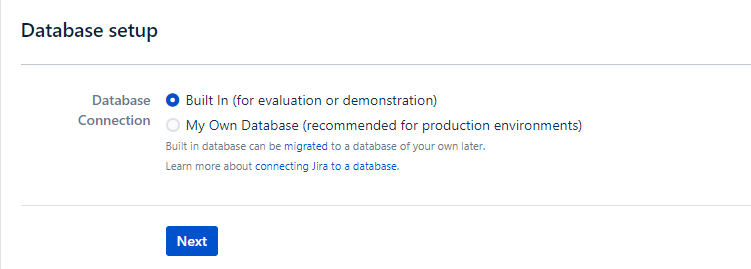 Database setup
Database Connection
Built In (for evaluation or demonstration)
My Own Database (recommended for production environments)
Built in database can be migrated to a database of your own later.
Learn more about connecting Jira to a database.
Next